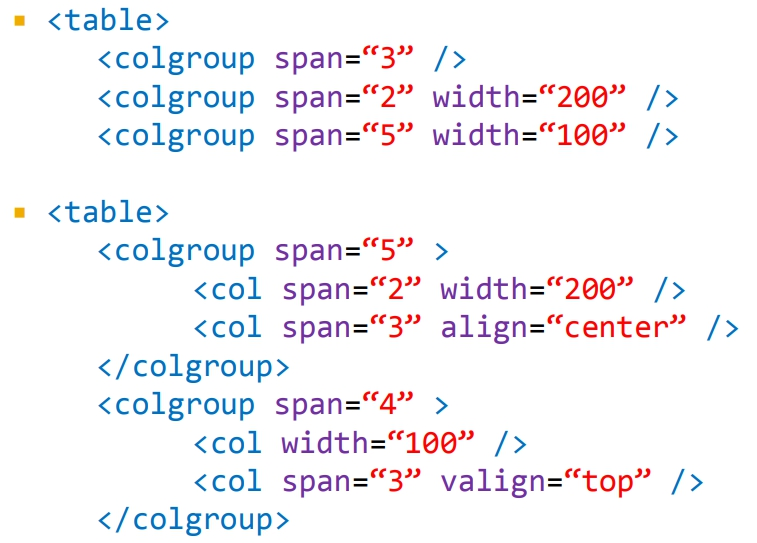 <table>
<colgroup span=“3” />
<colgroup span=“2” width=“200” />
<colgroup span=“5” width=“100” />
<table>
<colgroup span=“5” >
<col span=“2” width=“200” />
<col span=“3” align=“center” />
</colgroup>
<colgroup span=“4” >
<col width=“100” />
<col span=“3” valign=“top” />
</colgroup>